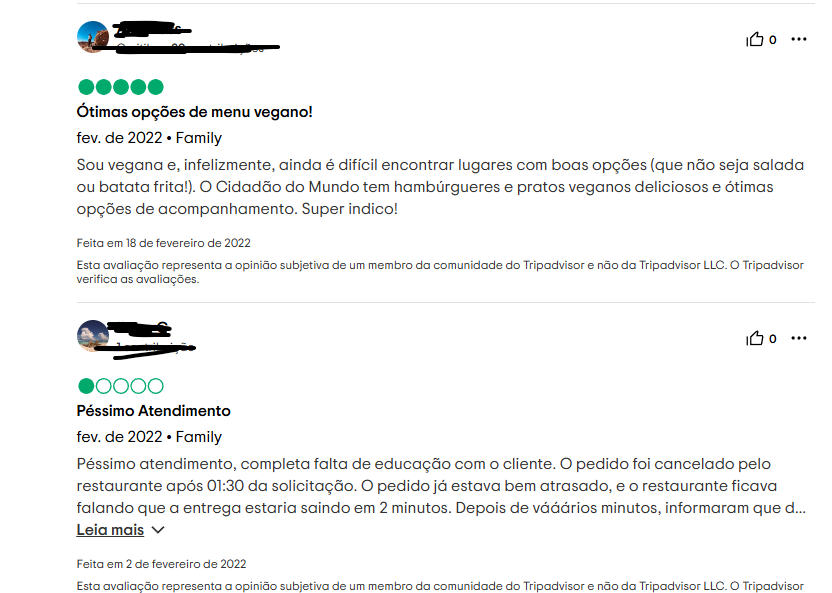 0
Ótimas opções de menu vegano!
fev. de 2022 • Family
Sou vegana e, infelizmente, ainda é difícil encontrar lugares com boas opções (que não seja salada
ou batata frita!). O Cidadão do Mundo tem hambúrgueres e pratos veganos deliciosos e ótimas
opções de acompanhamento. Super indico!
Feita em 18 de fevereiro de 2022
Esta avaliação representa a opinião subjetiva de um membro da comunidade do Tripadvisor e não da Tripadvisor LLC. O Tripadvisor
verifica as avaliações.
0
Péssimo Atendimento
fev. de 2022 • Family
Péssimo atendimento, completa falta de educação com o cliente. O pedido foi cancelado pelo
restaurante após 01:30 da solicitação. O pedido já estava bem atrasado, e o restaurante ficava
falando que a entrega estaria saindo em 2 minutos. Depois de váááríos minutos, informaram que d...
Leia mais
Feita em 2 de fevereiro de 2022
Esta avaliação representa a opinião subjetiva de um membro da comunidade do Tripadvisor e não da Tripadvisor LLC. O Tripadvisor